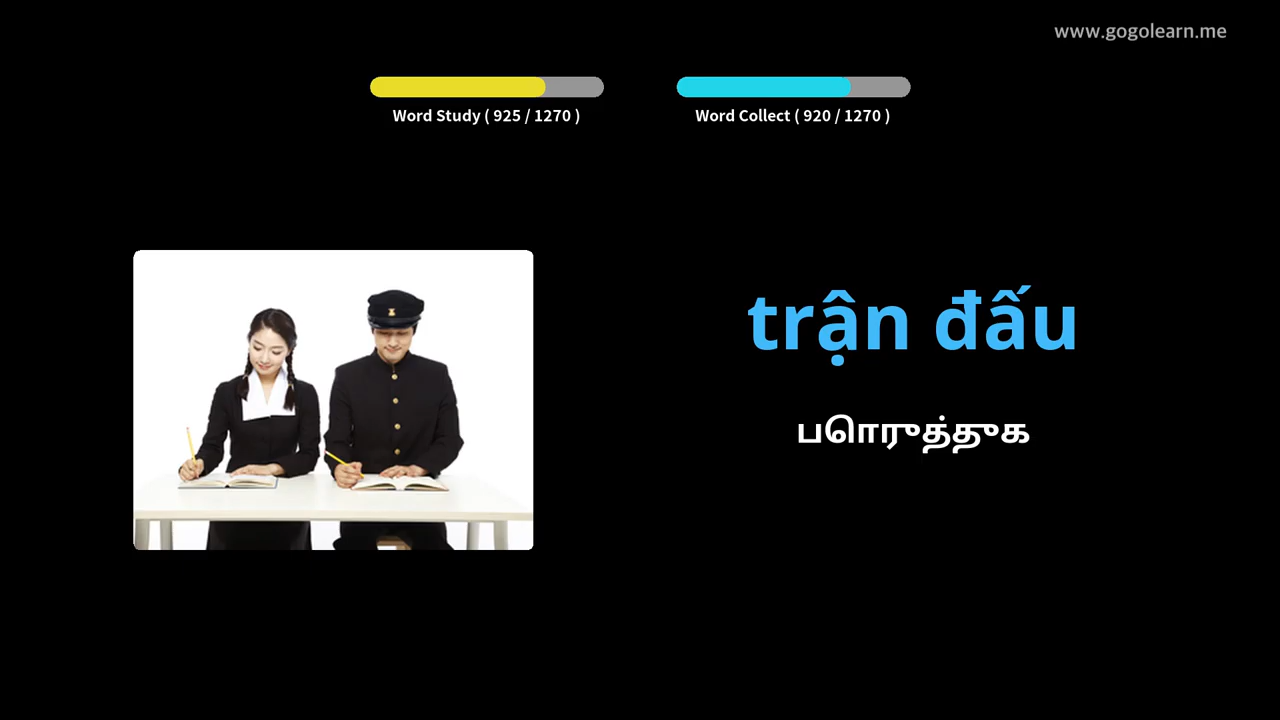 www.gogolearn.me
Word Study ( 925 / 1270 )
Word Collect ( 920 / 1270 )
trận đấu
பொருத்துக